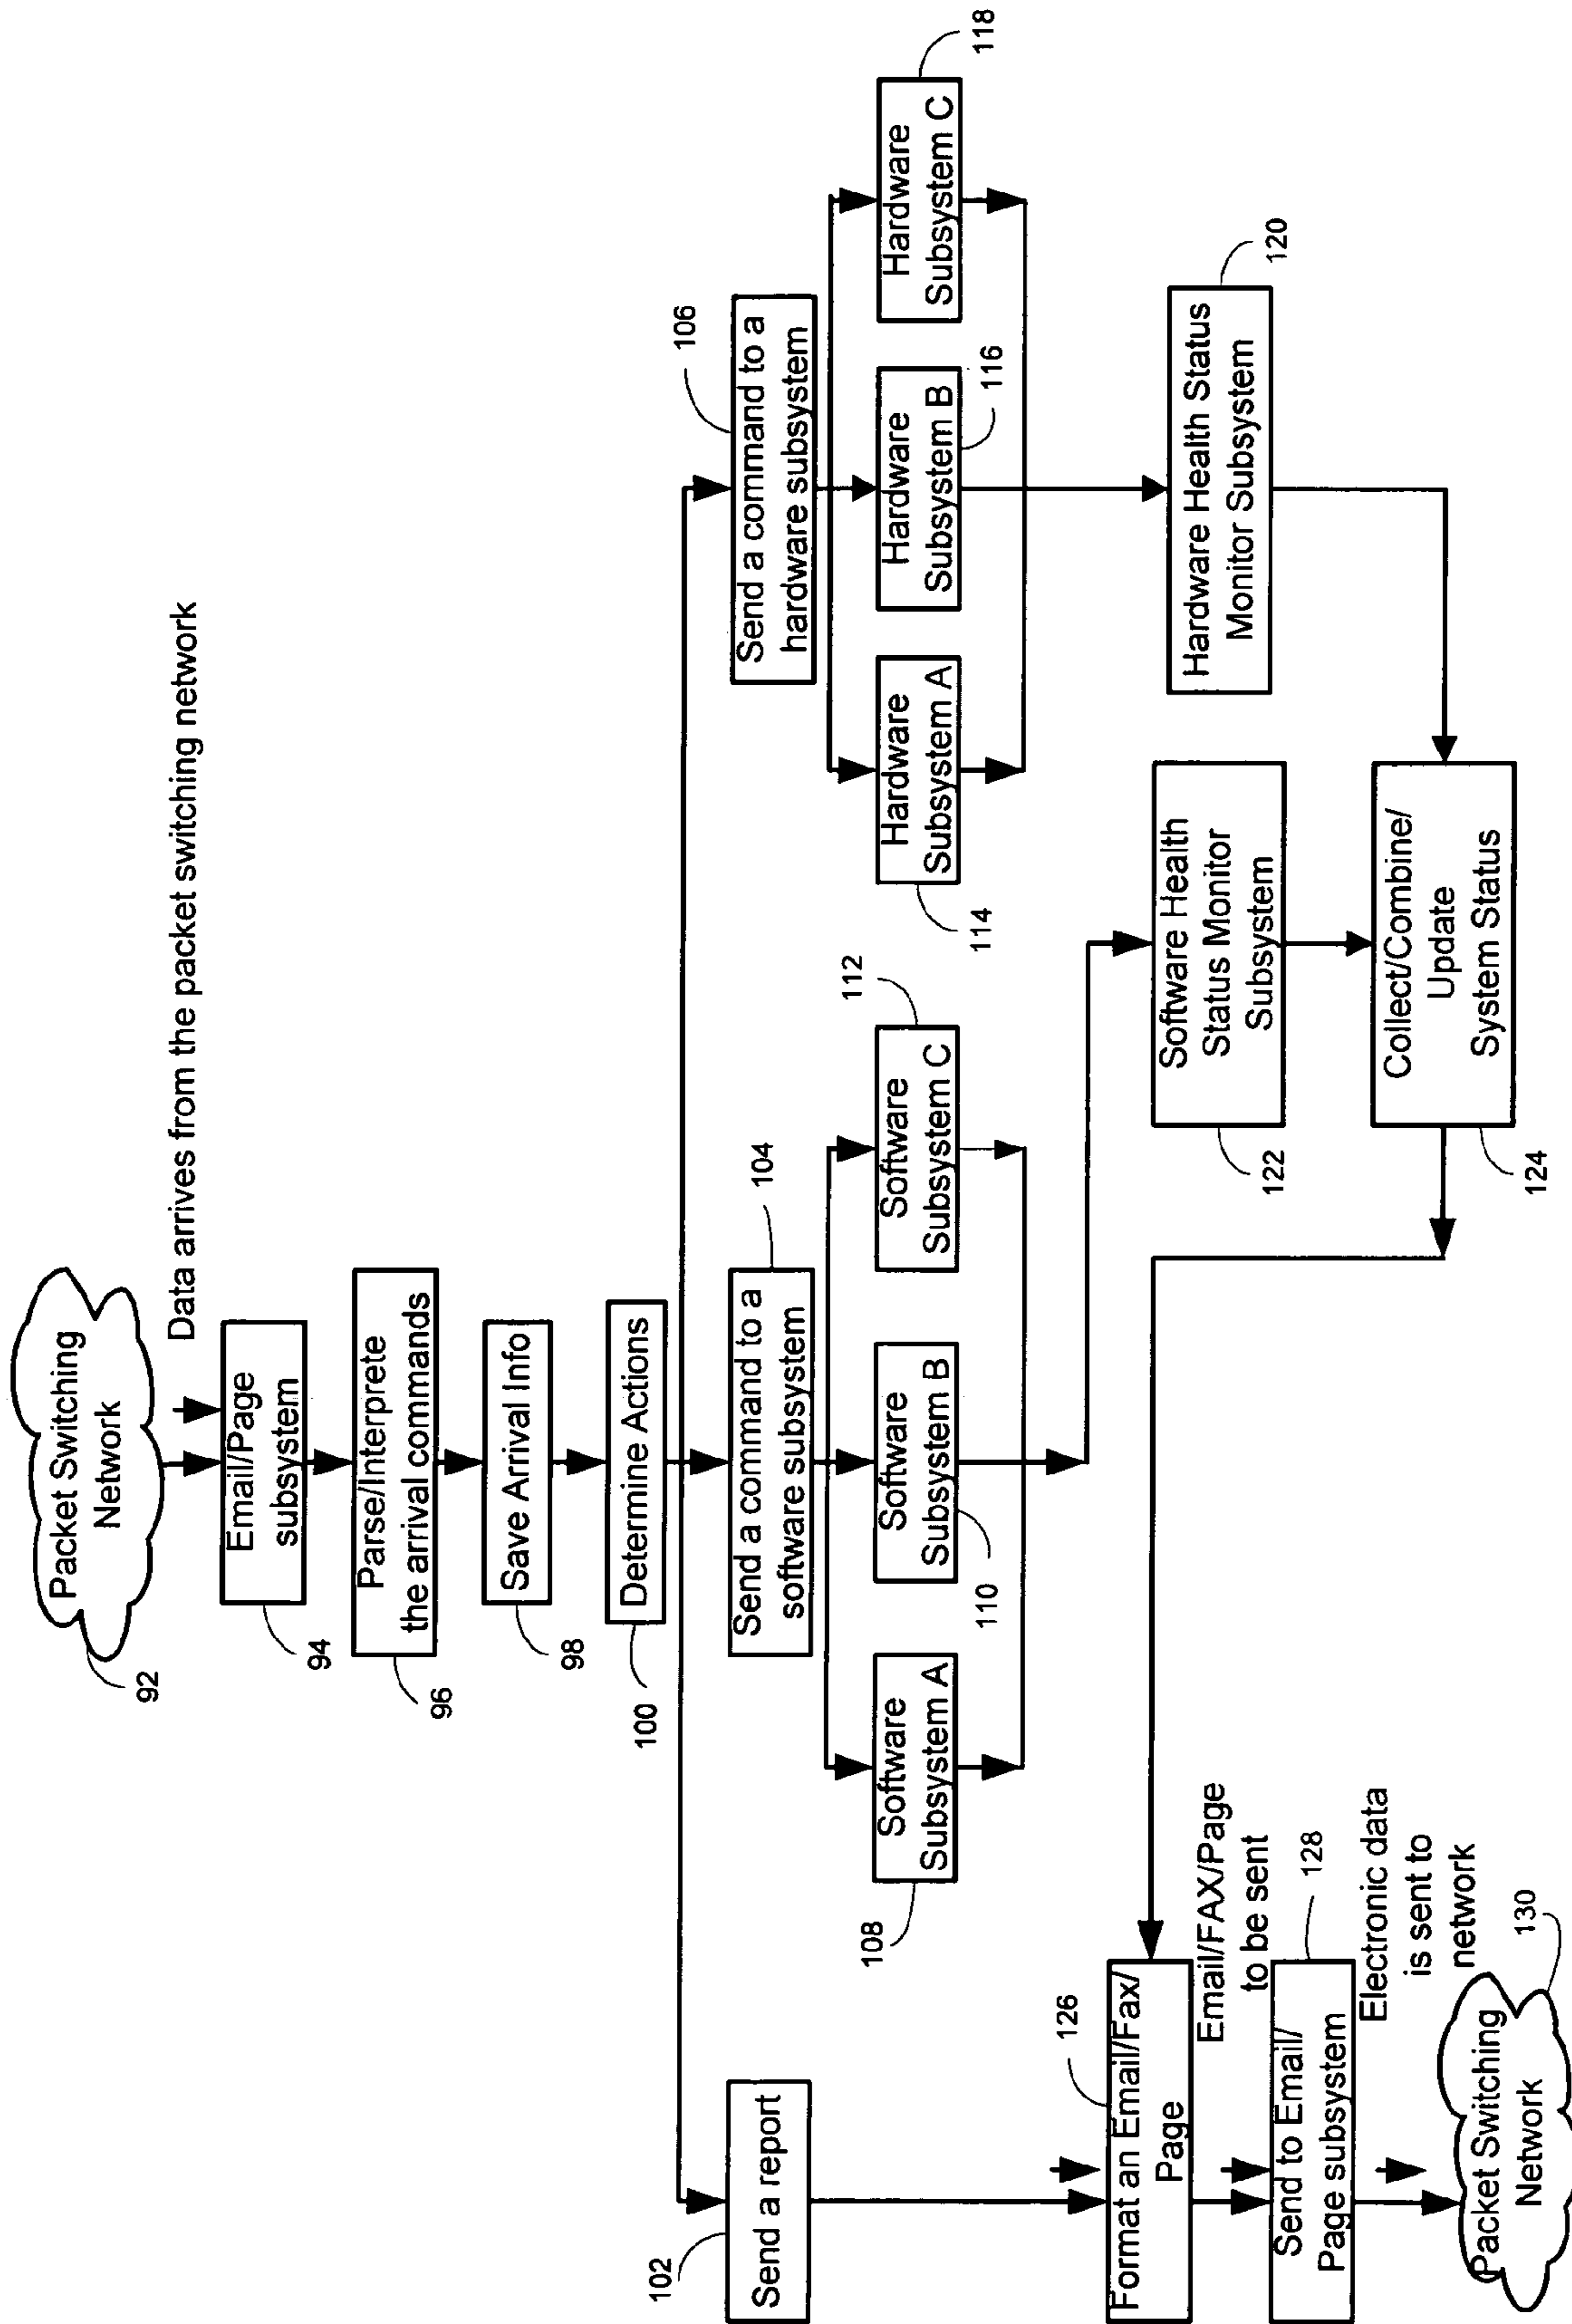 Packet Switching
Network
92
Data arrives from the packet switching network
Email/Page
subsystem
94
Parse/Interprete
the arrival commands
96
Save Arrival Info
98
Determine Actions
100
Send a report
102
Send a command to a
software subsystem
104
Send a command to a
hardware subsystem
106
Software
Subsystem A
108
Software
Subsystem B
110
Software
Subsystem C
112
Hardware
Subsystem A
114
Hardware
Subsystem B
116
Hardware
Subsystem C
118
Hardware Health Status
Monitor Subsystem
120
Software Health
Status Monitor
Subsystem
122
Collect/Combine/
Update
System Status
124
Format an Email/Fax/
Page
126
Email/FAX/Page
to be sent
Send to Email/
Page subsystem
128
Electronic data
is sent to
network
Packet Switching
Network
130